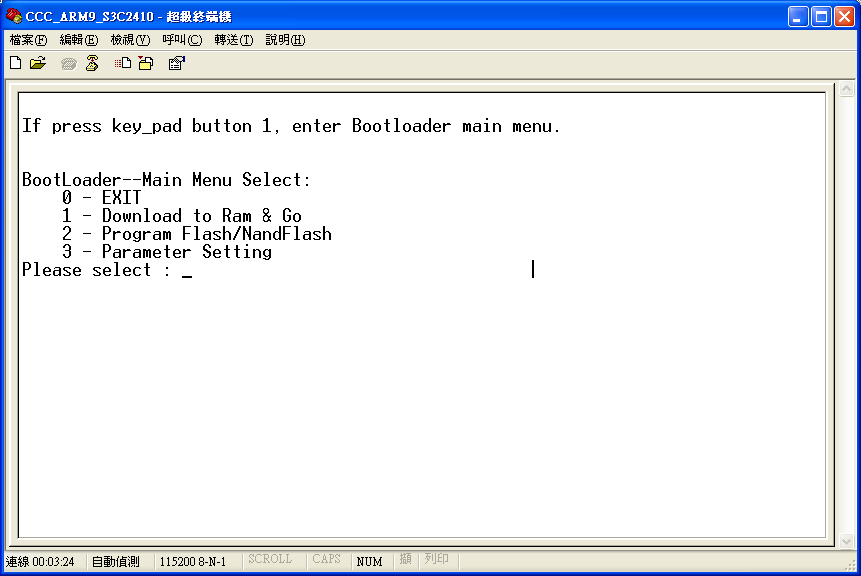 CCC_ARM9_S3C2410 - 超級終端機
檔案(F) 編輯(E) 檢視(V) 呼叫(C) 轉送(T) 說明(H)
If press key_pad button 1, enter Bootloader main menu.
BootLoader--Main Menu Select:
0 - EXIT
1 - Download to Ram & Go
2 - Program Flash/NandFlash
3 - Parameter Setting
Please select : _
連線 00:03:24 自動偵測 115200 8-N-1 SCROLL CAPS NUM 擷 列印